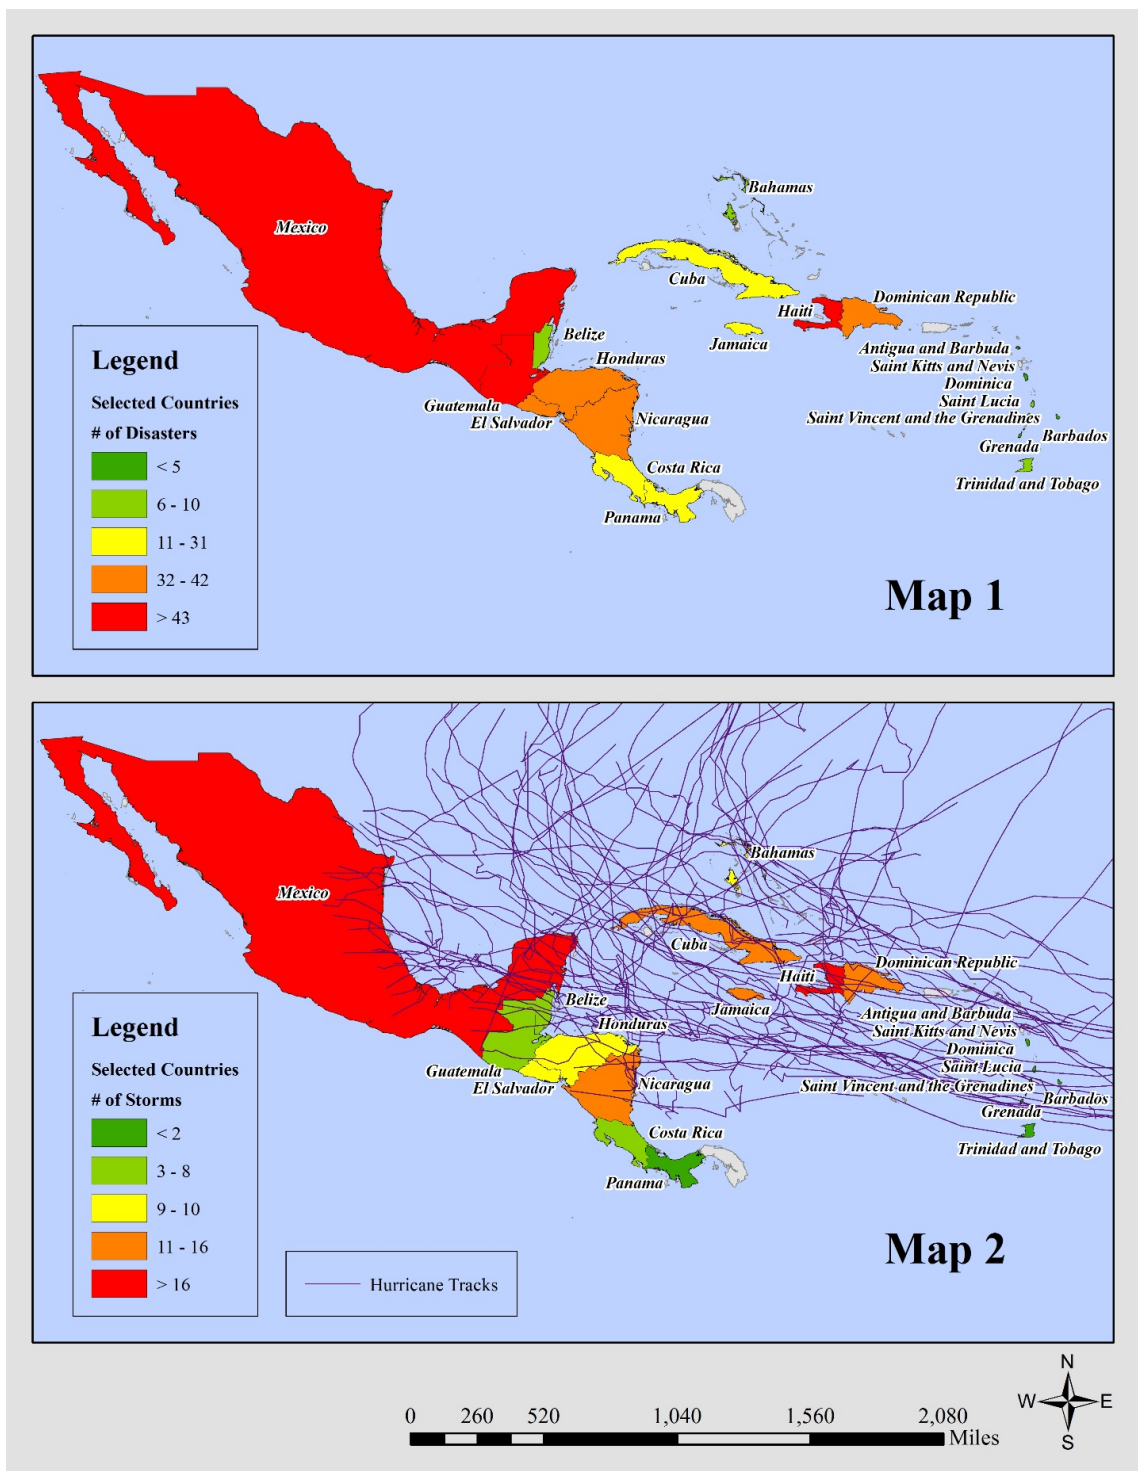 Bahamas
Mexico
Cuba
Dominican Republic
Haiti
Jamaica
Belize
Honduras
Antigua and Barbuda
Saint Kitts and Nevis
Dominica
Saint Lucia
Saint Vincent and the Grenadines
Barbados
Grenada
Trinidad and Tobago
Guatemala
El Salvador
Nicaragua
Costa Rica
Panama
Legend
Selected Countries
# of Disasters
< 5
6 - 10
11 - 31
32 - 42
> 43
Map 1
Bahamas
Mexico
Cuba
Dominican Republic
Haiti
Jamaica
Belize
Honduras
Antigua and Barbuda
Saint Kitts and Nevis
Dominica
Saint Lucia
Saint Vincent and the Grenadines
Barbados
Grenada
Trinidad and Tobago
Guatemala
El Salvador
Nicaragua
Costa Rica
Panama
Legend
Selected Countries
# of Storms
< 2
3 - 8
9 - 10
11 - 16
> 16
Hurricane Tracks
Map 2
N
W E
S
0 260 520 1,040 1,560 2,080
Miles